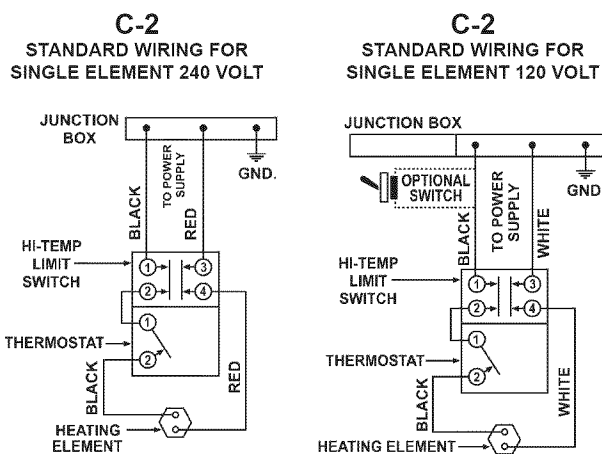 C-2
STANDARD WIRING FOR
SINGLE ELEMENT 240 VOLT
JUNCTION
BOX
GND.
BLACK
TO POWER
SUPPLY
RED
HI-TEMP
LIMIT
SWITCH
1
3
2
4
1
THERMOSTAT
2
BLACK
RED
HEATING
ELEMENT
C-2
STANDARD WIRING FOR
SINGLE ELEMENT 120 VOLT
JUNCTION BOX
GND
OPTIONAL
SWITCH
BLACK
TO POWER
SUPPLY
WHITE
HI-TEMP
LIMIT
SWITCH
1
3
2
4
1
THERMOSTAT
2
BLACK
WHITE
HEATING ELEMENT